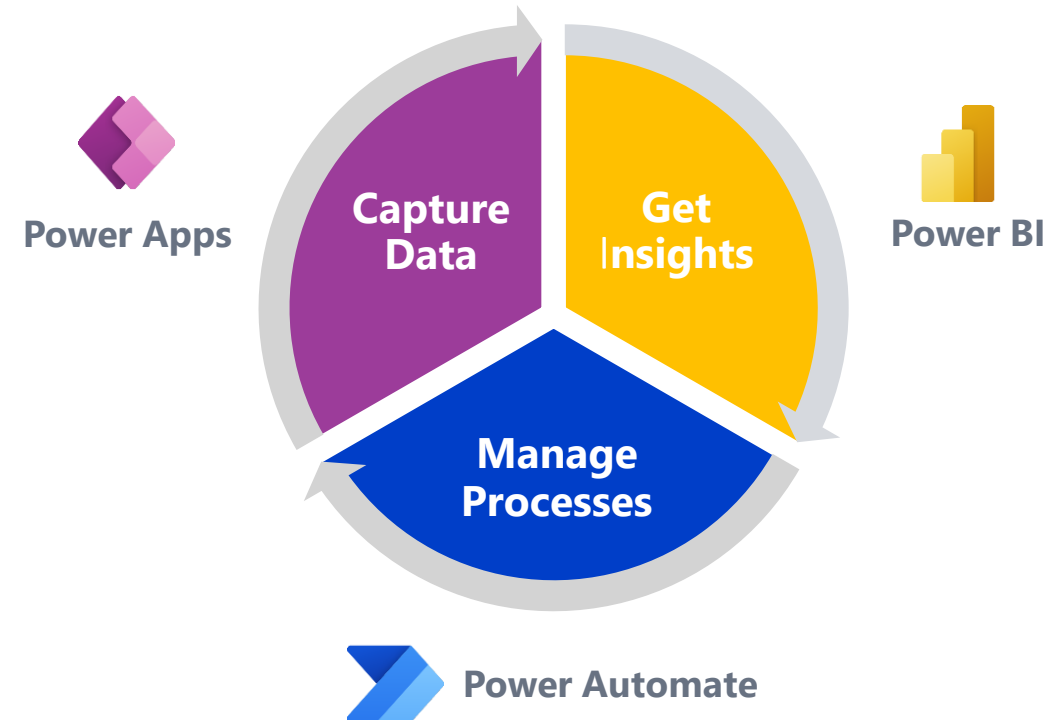 Capture
Data
Get
Insights
Power Apps
Power BI
Manage
Processes
Power Automate